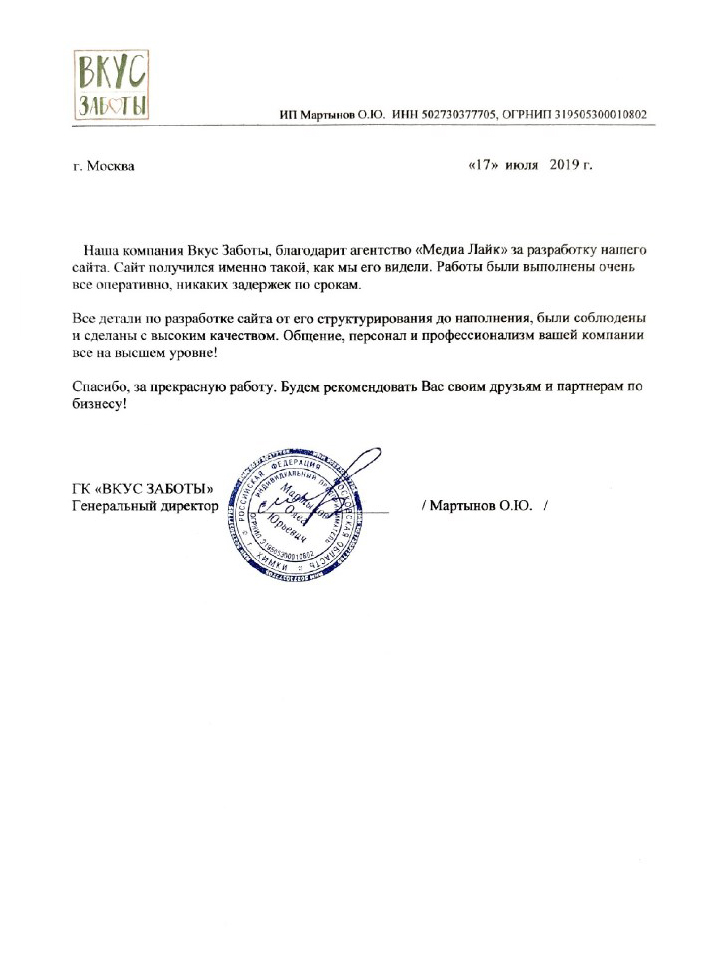 ВКУС
ЗАБОТЫ
ИП Мартынов О.Ю. ИНН 502730377705, ОГРНИП 319505300010802
г. Москва «17» июля 2019 г.
Наша компания Вкус Заботы, благодарит агентство «Медиа Лайк» за разработку нашего
сайта. Сайт получился именно такой, как мы его видели. Работы были выполнены очень
все оперативно, никаких задержек по срокам.
Все детали по разработке сайта от его структурирования до наполнения, были соблюдены
и сделаны с высоким качеством. Общение, персонал и профессионализм вашей компании
все на высшем уровне!
Спасибо, за прекрасную работу. Будем рекомендовать Вас своим друзьям и партнерам по
бизнесу!
ГК «ВКУС ЗАБОТЫ»
Генеральный директор / Мартынов О.Ю. /
РОССИЙСКАЯ ФЕДЕРАЦИЯ МОСКОВСКАЯ ОБЛАСТЬ
г. ХИМКИ
ИНДИВИДУАЛЬНЫЙ ПРЕДПРИНИМАТЕЛЬ
Мартынов
Олег
Юрьевич